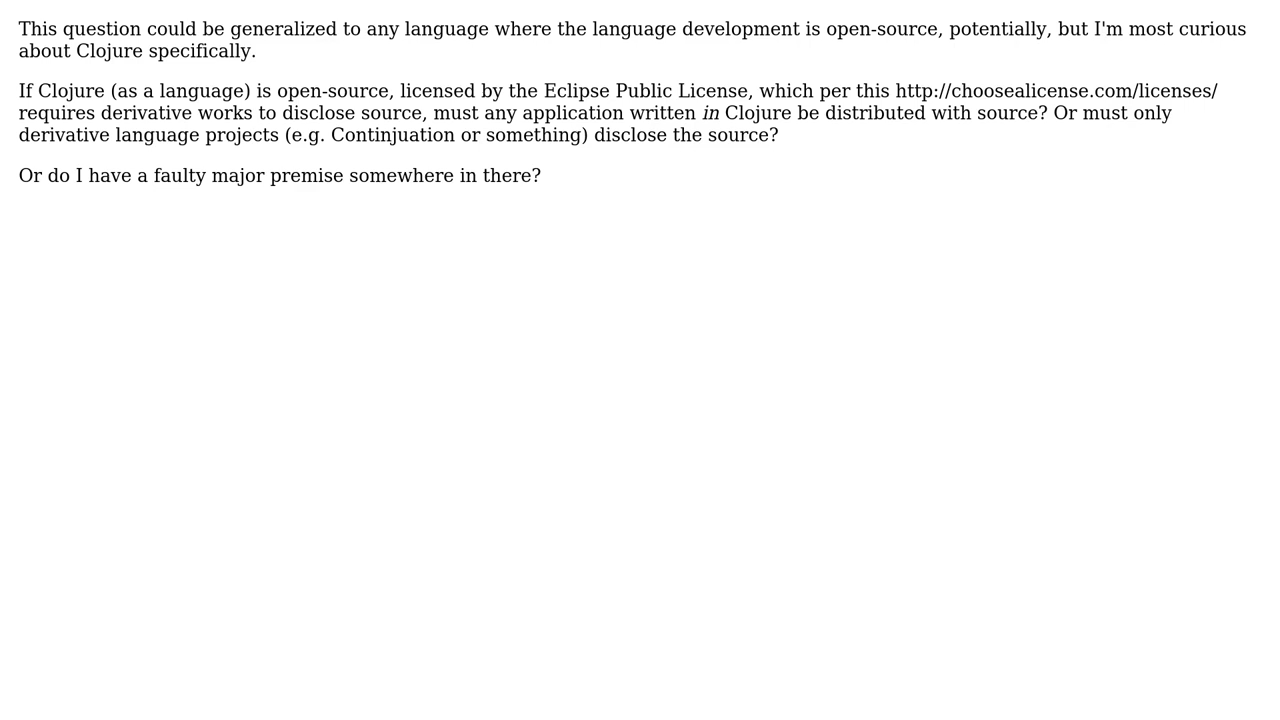 This question could be generalized to any language where the language development is open-source, potentially, but I'm most curious
about Clojure specifically.
If Clojure (as a language) is open-source, licensed by the Eclipse Public License, which per this http://choosealicense.com/licenses/
requires derivative works to disclose source, must any application written in Clojure be distributed with source? Or must only
derivative language projects (e.g. Continjuation or something) disclose the source?
Or do I have a faulty major premise somewhere in there?